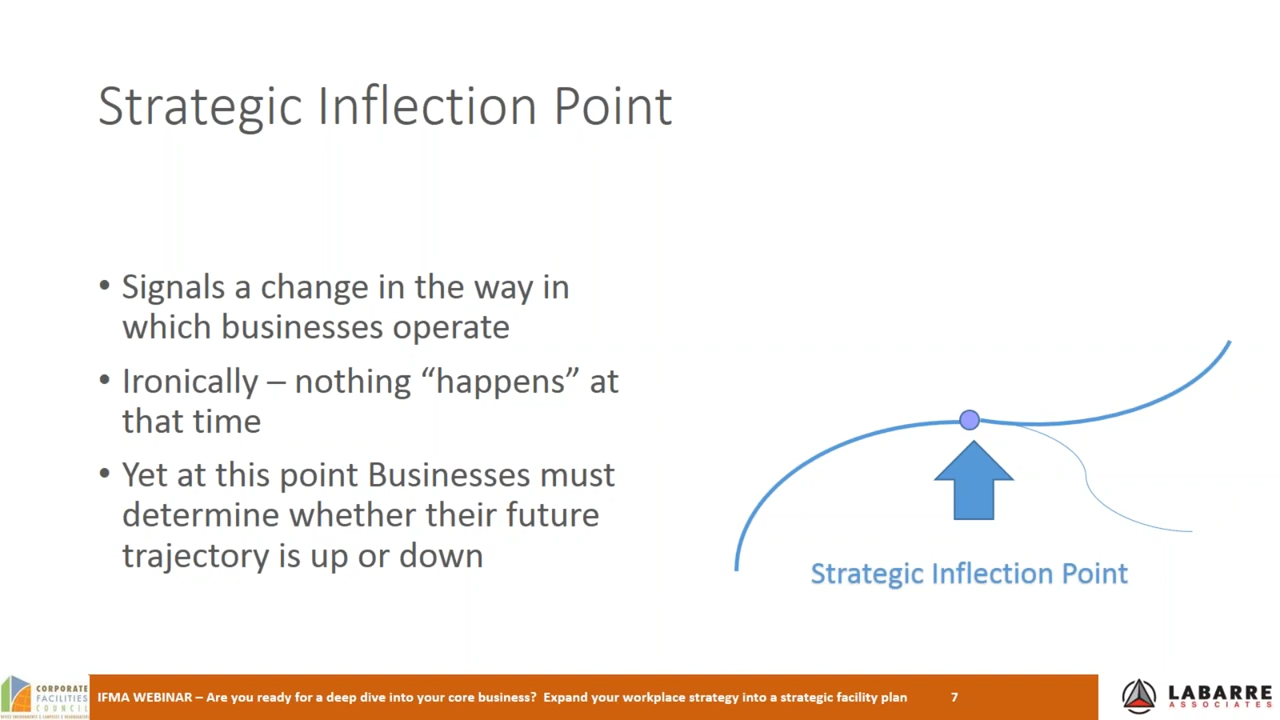 Strategic Inflection Point
• Signals a change in the way in
which businesses operate
• Ironically – nothing “happens” at
that time
• Yet at this point Businesses must
determine whether their future
trajectory is up or down
Strategic Inflection Point
CORPORATE
FACILITIES
COUNCIL
IFMA WEBINAR – Are you ready for a deep dive into your core business? Expand your workplace strategy into a strategic facility plan
7
LABARRE
ASSOCIATES